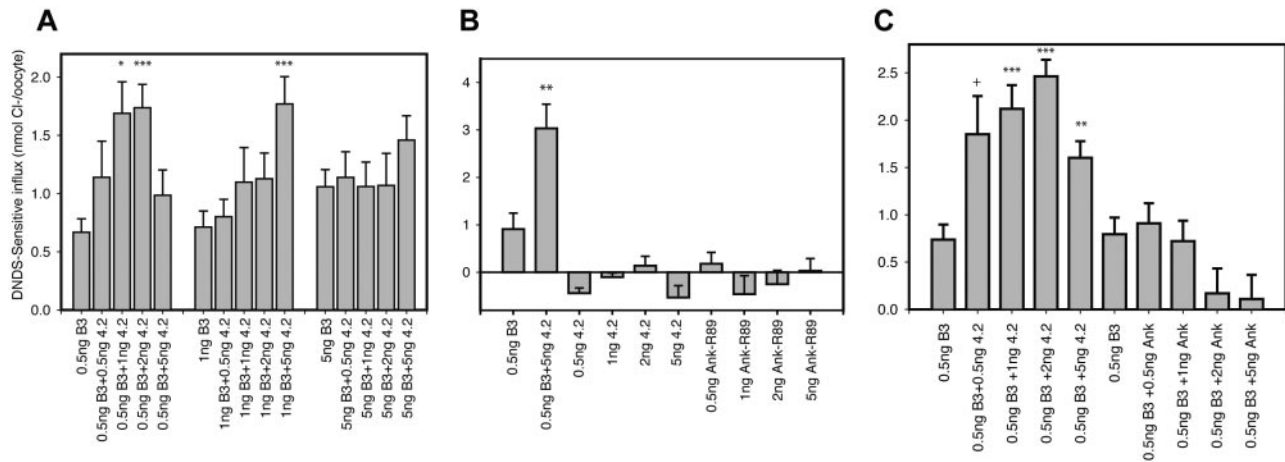 A
B
C
DNDS-Sensitive influx (nmol Cl-/oocyte)
2.0
1.5
1.0
0.5
0.0
*
***
***
0.5ng B3
0.5ng B3+0.5ng 4.2
0.5ng B3+1ng 4.2
0.5ng B3+2ng 4.2
0.5ng B3+5ng 4.2
1ng B3
1ng B3+0.5ng 4.2
1ng B3+1ng 4.2
1ng B3+2ng 4.2
1ng B3+5ng 4.2
5ng B3
5ng B3+0.5ng 4.2
5ng B3+1ng 4.2
5ng B3+2ng 4.2
5ng B3+5ng 4.2
4
3
2
1
0
**
0.5ng B3
0.5ng B3+5ng 4.2
0.5ng 4.2
1ng 4.2
2ng 4.2
5ng 4.2
0.5ng Ank-R89
1ng Ank-R89
2ng Ank-R89
5ng Ank-R89
2.5
2.0
1.5
1.0
0.5
0.0
+
***
***
**
0.5ng B3
0.5ng B3+0.5ng 4.2
0.5ng B3 +1ng 4.2
0.5ng B3 +2ng 4.2
0.5ng B3 +5ng 4.2
0.5ng B3
0.5ng B3 +0.5ng Ank
0.5ng B3 +1ng Ank
0.5ng B3 +2ng Ank
0.5ng B3 +5ng Ank